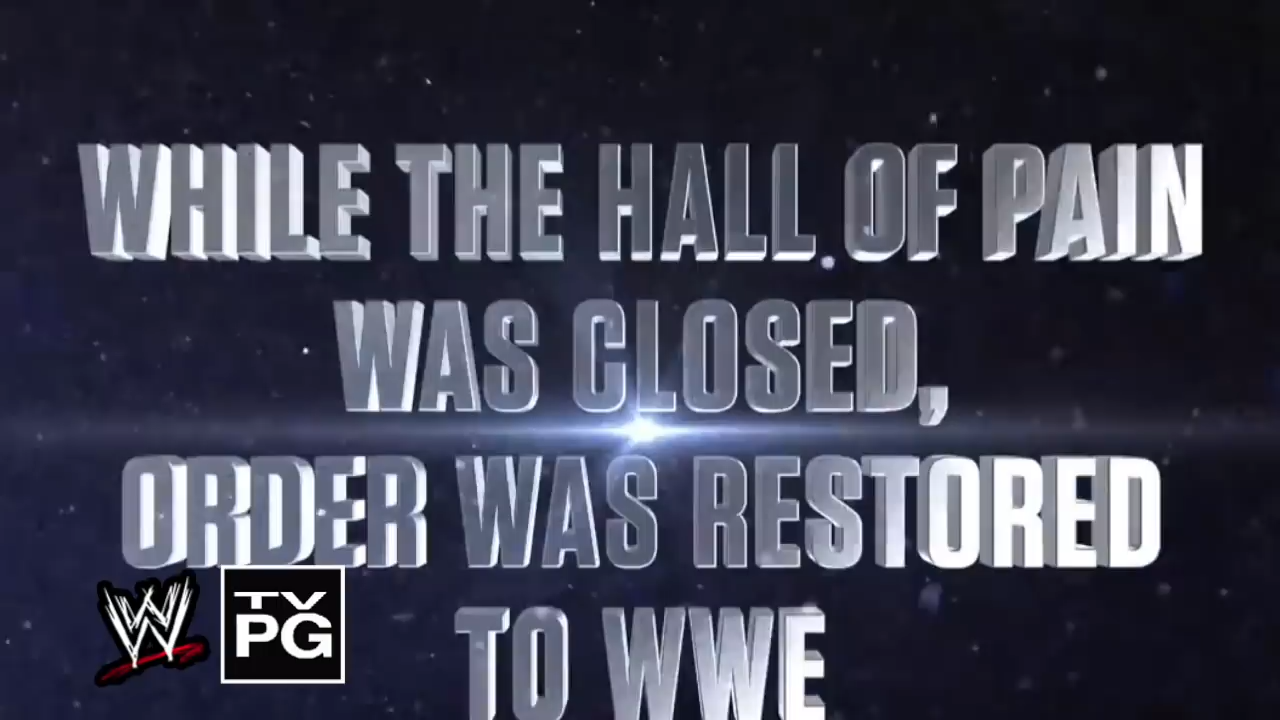 WHILE THE HALL OF PAIN
WAS CLOSED,
ORDER WAS RESTORED
TO WWE
W
TV
PG